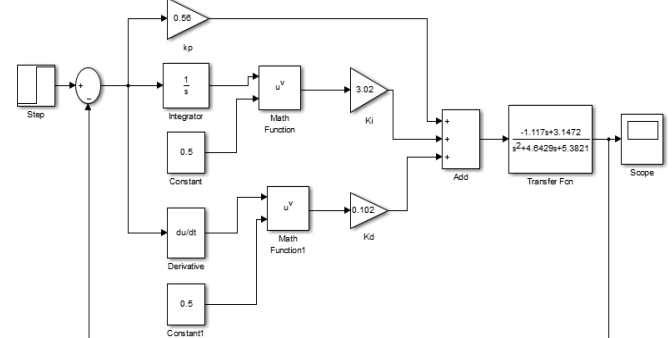 0.56
kp
Step
+
−
1
s
Integrator
u^v
Math
Function
3.02
Ki
0.5
Constant
+
+
+
Add
-1.117s+3.1472
s^2+4.6429s+5.3821
Transfer Fcn
Scope
du/dt
Derivative
u^v
Math
Function1
0.102
Kd
0.5
Constant1